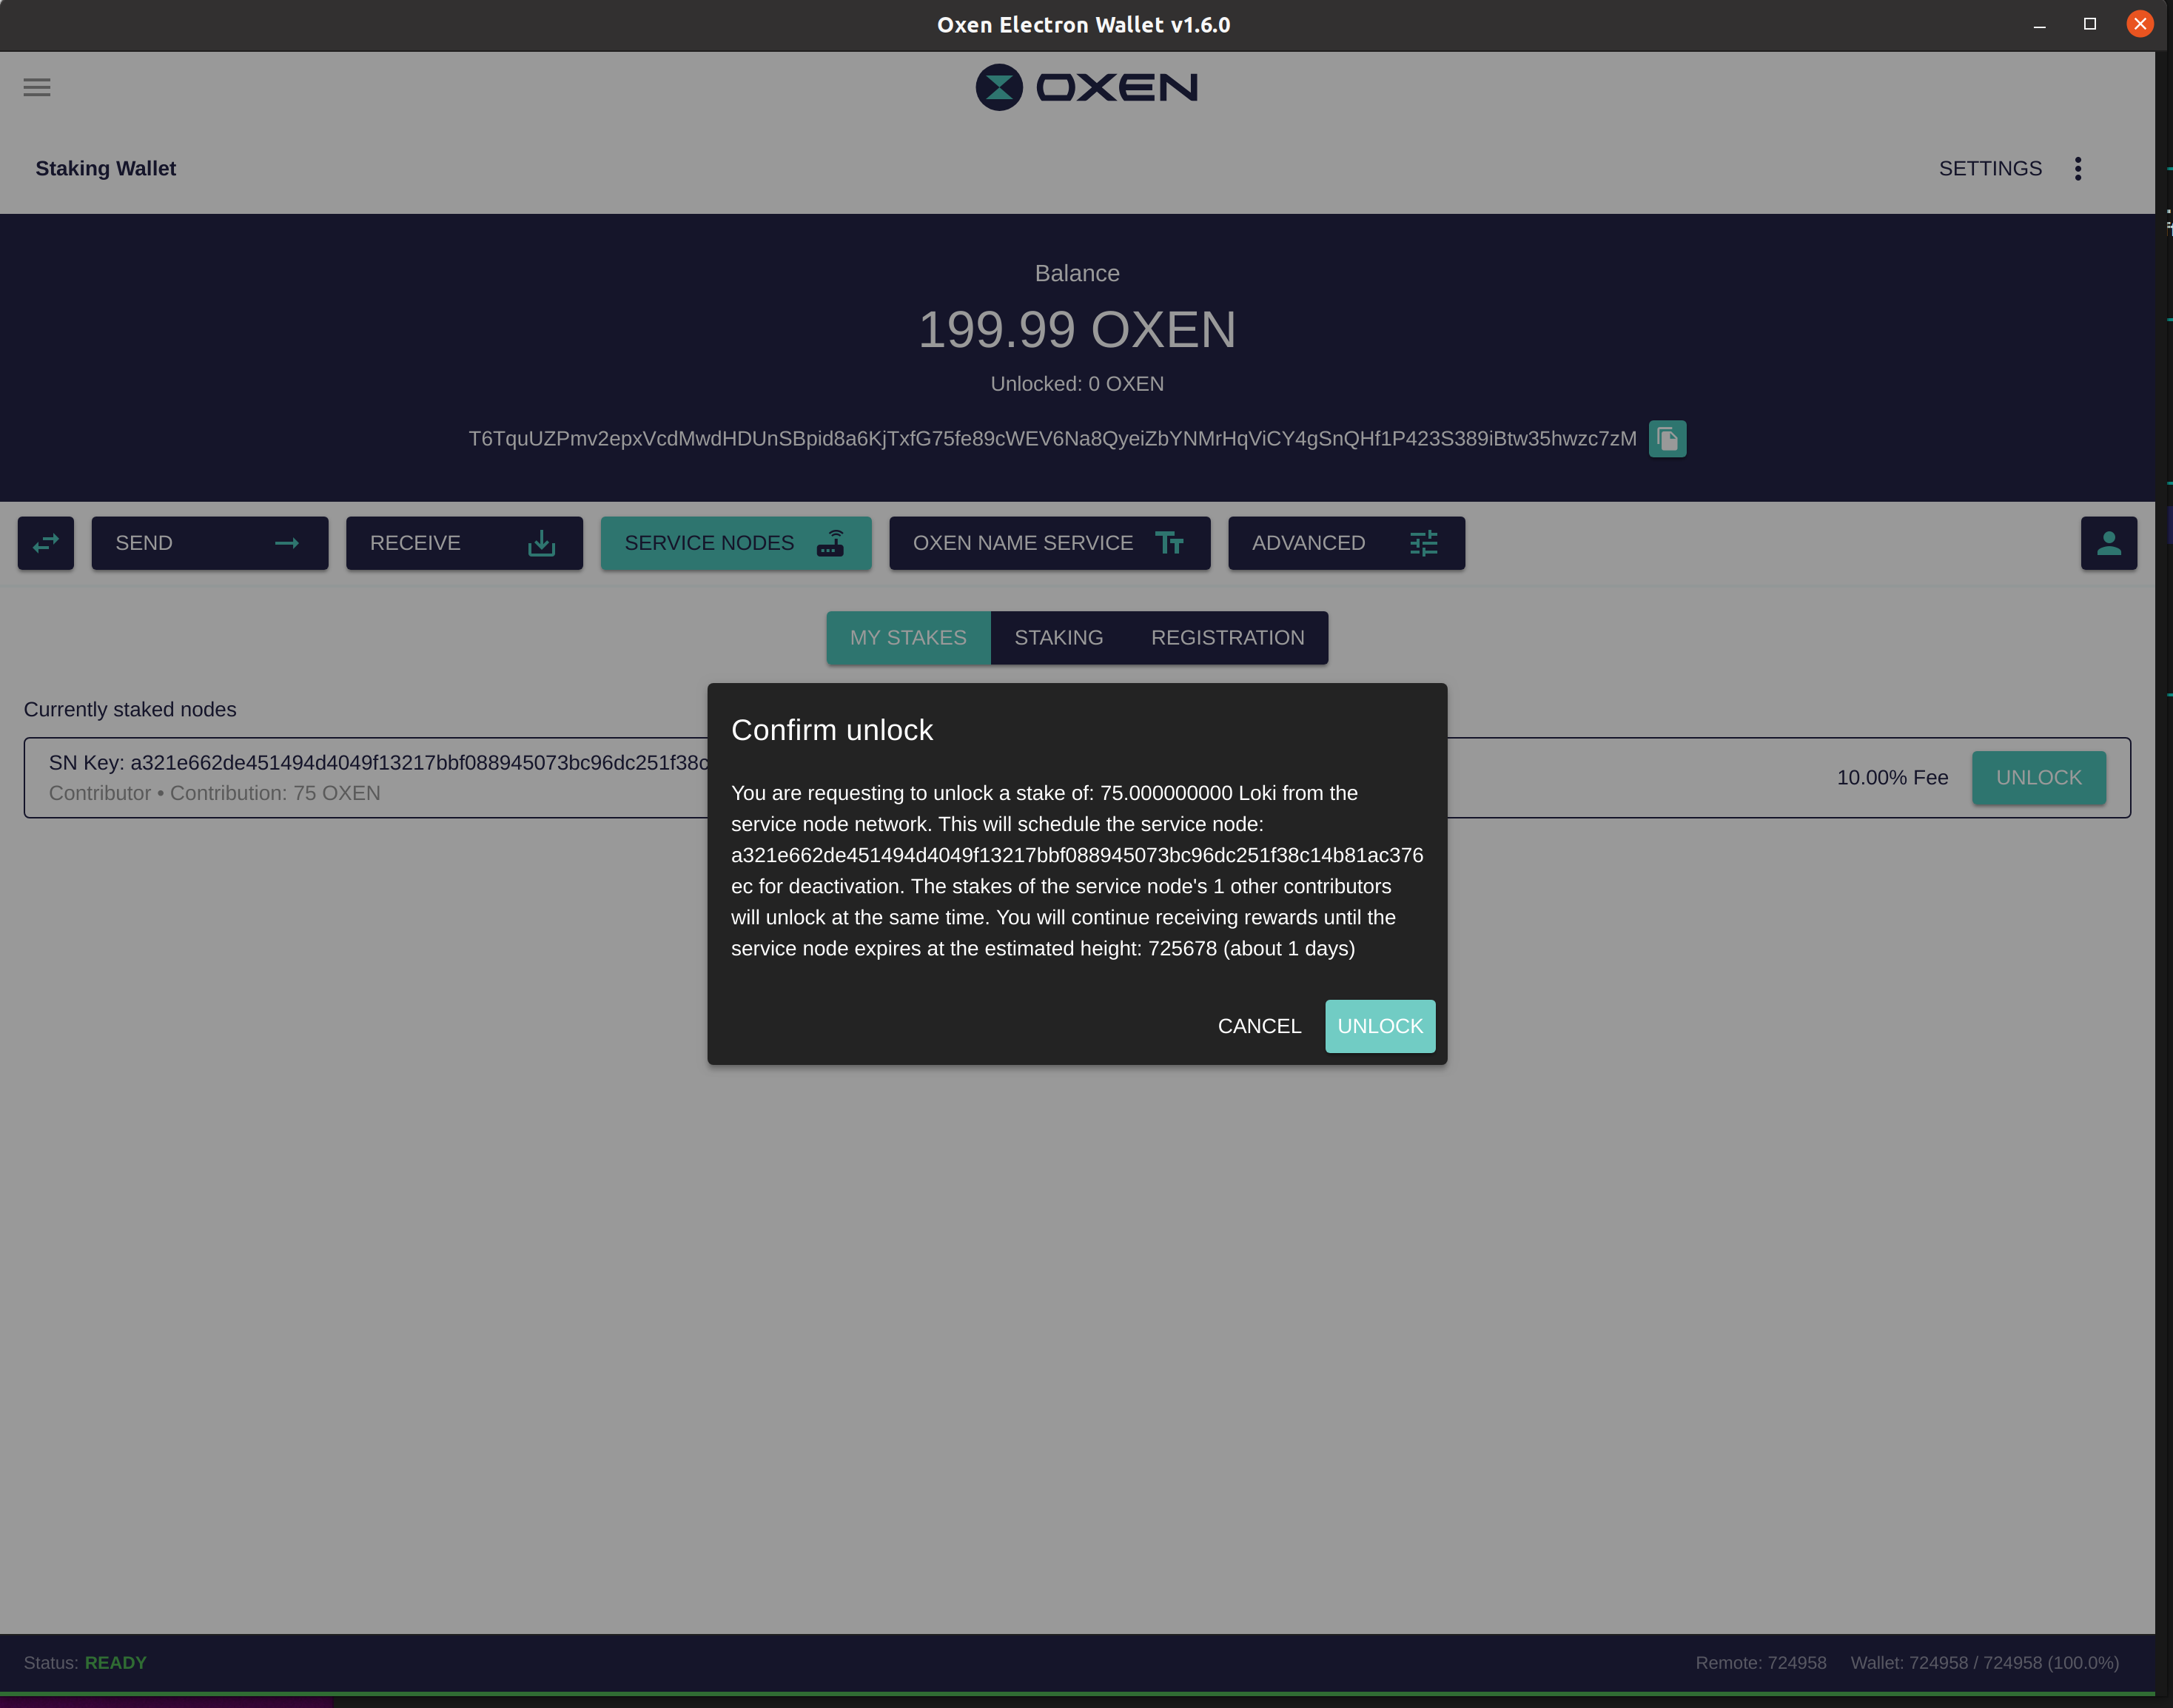 Oxen Electron Wallet v1.6.0
OXEN
Staking Wallet
SETTINGS
Balance
199.99 OXEN
Unlocked: 0 OXEN
T6TquUZPmv2epxVcdMwdHDUnSBpid8a6KjTxfG75fe89cWEV6Na8QyeiZbYNMrHqViCY4gSnQHf1P423S389iBtw35hwzc7zM
SEND
RECEIVE
SERVICE NODES
OXEN NAME SERVICE
ADVANCED
MY STAKES
STAKING
REGISTRATION
Currently staked nodes
SN Key: a321e662de451494d4049f13217bbf088945073bc96dc251f38c
Contributor • Contribution: 75 OXEN
10.00% Fee
UNLOCK
Confirm unlock
You are requesting to unlock a stake of: 75.000000000 Loki from the
service node network. This will schedule the service node:
a321e662de451494d4049f13217bbf088945073bc96dc251f38c14b81ac376
ec for deactivation. The stakes of the service node's 1 other contributors
will unlock at the same time. You will continue receiving rewards until the
service node expires at the estimated height: 725678 (about 1 days)
CANCEL
UNLOCK
Status: READY
Remote: 724958
Wallet: 724958 / 724958 (100.0%)